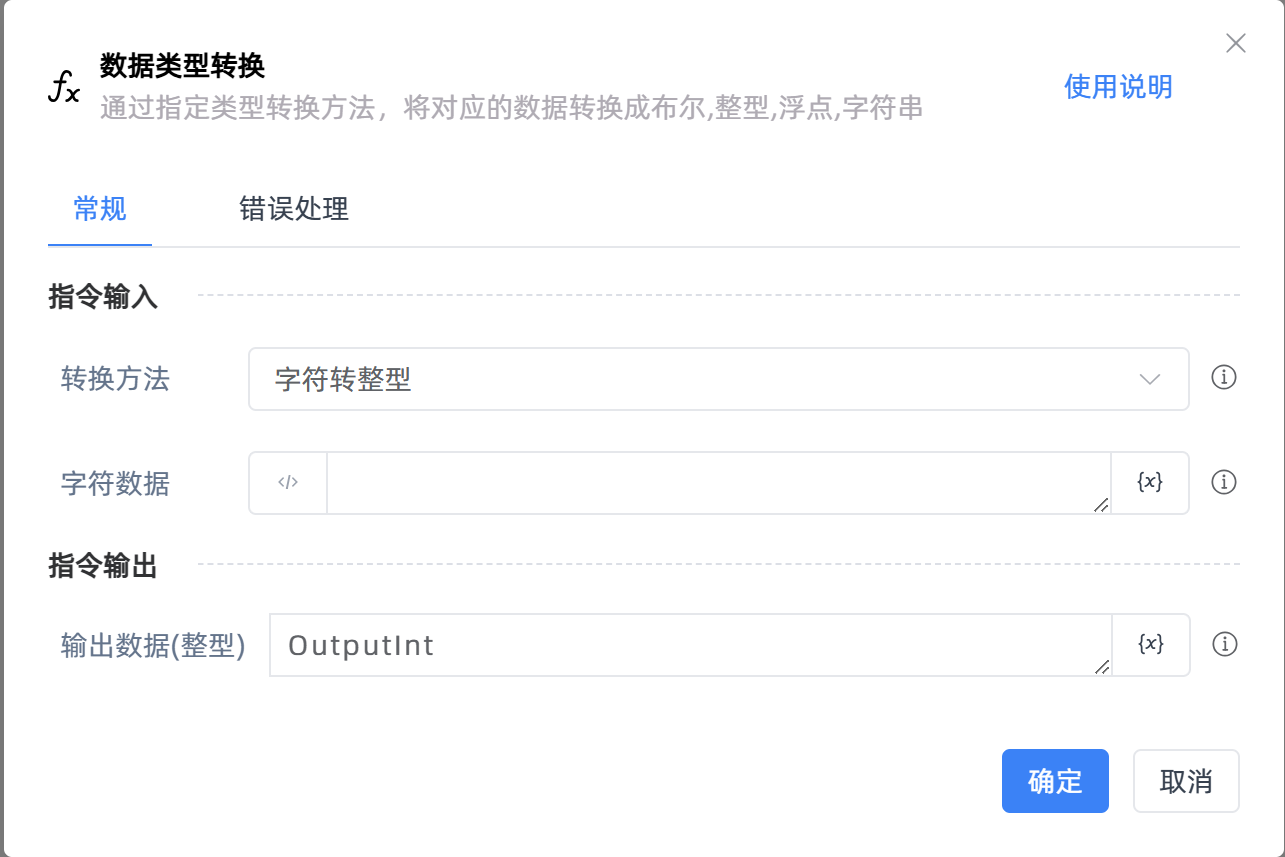 数据类型转换
通过指定类型转换方法，将对应的数据转换成布尔,整型,浮点,字符串
使用说明
常规 错误处理
指令输入
转换方法 字符转整型
字符数据 </> {x}
指令输出
输出数据(整型) OutputInt {x}
确定 取消